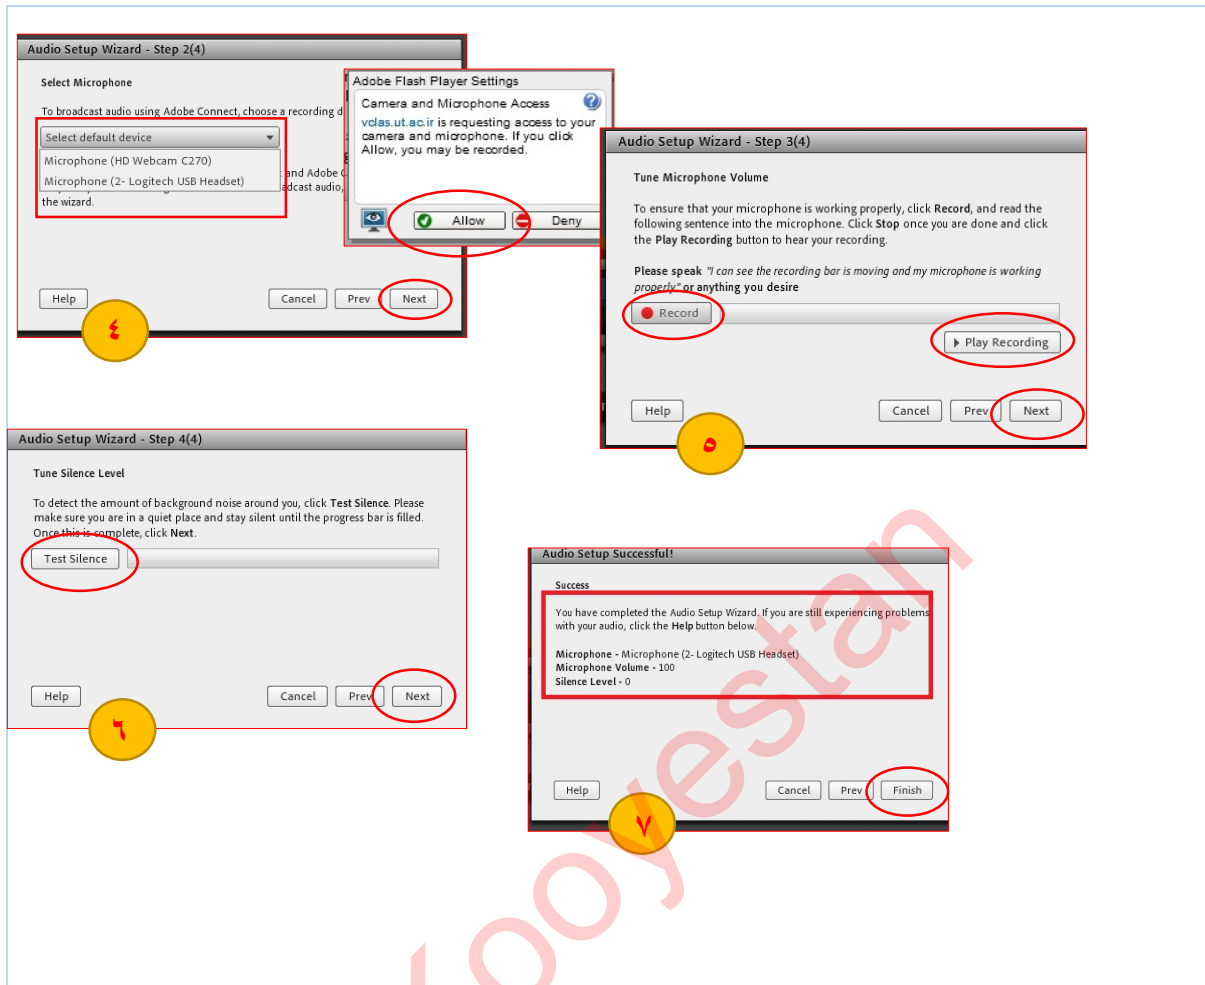 Audio Setup Wizard - Step 2(4)
Select Microphone
To broadcast audio using Adobe Connect, choose a recording d
Select default device
Microphone (HD Webcam C270)
Microphone (2- Logitech USB Headset)
and Adobe C
adcast audio,
the wizard.
Help
Cancel
Prev
Next
٤
Adobe Flash Player Settings
Camera and Microphone Access
vclas.ut.ac.ir is requesting access to your
camera and microphone. If you click
Allow, you may be recorded.
Allow
Deny
Audio Setup Wizard - Step 3(4)
Tune Microphone Volume
To ensure that your microphone is working properly, click Record, and read the
following sentence into the microphone. Click Stop once you are done and click
the Play Recording button to hear your recording.
Please speak "I can see the recording bar is moving and my microphone is working
properly." or anything you desire
Record
Play Recording
Help
Cancel
Prev
Next
٥
Audio Setup Wizard - Step 4(4)
Tune Silence Level
To detect the amount of background noise around you, click Test Silence. Please
make sure you are in a quiet place and stay silent until the progress bar is filled.
Once this is complete, click Next.
Test Silence
Help
Cancel
Prev
Next
٦
Audio Setup Successful!
Success
You have completed the Audio Setup Wizard. If you are still experiencing problems
with your audio, click the Help button below.
Microphone - Microphone (2- Logitech USB Headset)
Microphone Volume - 100
Silence Level - 0
Help
Cancel
Prev
Finish
٧
Kooyestan